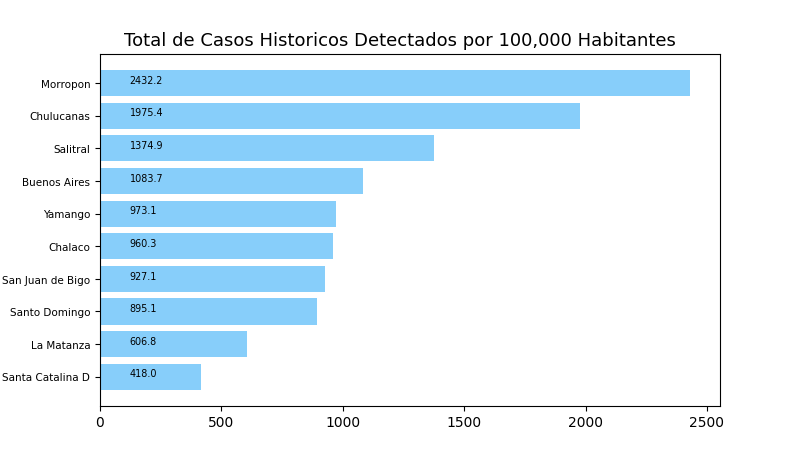 Total de Casos Historicos Detectados por 100,000 Habitantes
Morropon 2432.2
Chulucanas 1975.4
Salitral 1374.9
Buenos Aires 1083.7
Yamango 973.1
Chalaco 960.3
San Juan de Bigo 927.1
Santo Domingo 895.1
La Matanza 606.8
Santa Catalina D 418.0
0 500 1000 1500 2000 2500